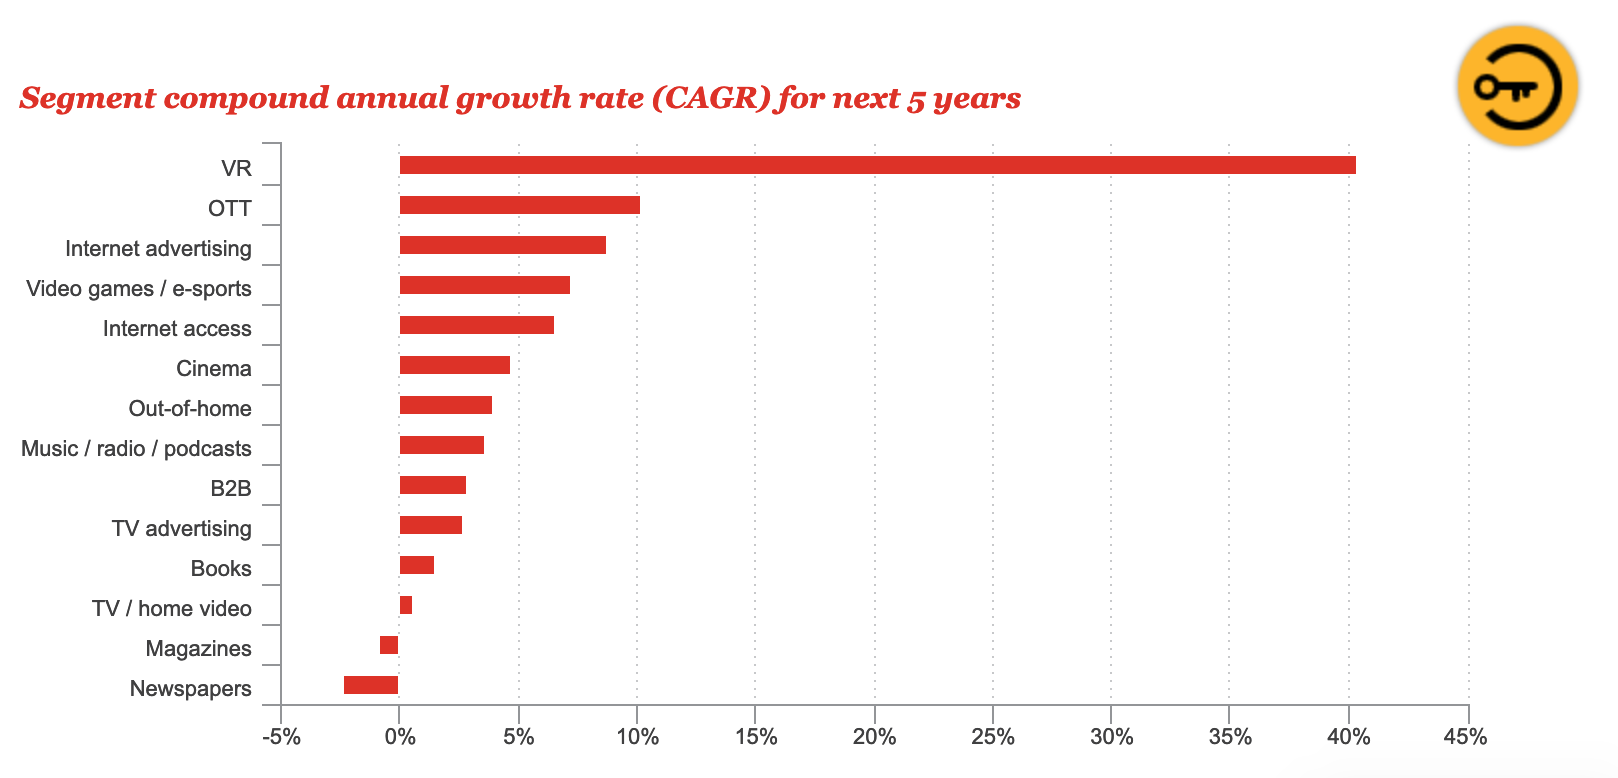 Segment compound annual growth rate (CAGR) for next 5 years
VR
OTT
Internet advertising
Video games / e-sports
Internet access
Cinema
Out-of-home
Music / radio / podcasts
B2B
TV advertising
Books
TV / home video
Magazines
Newspapers
-5% 0% 5% 10% 15% 20% 25% 30% 35% 40% 45%